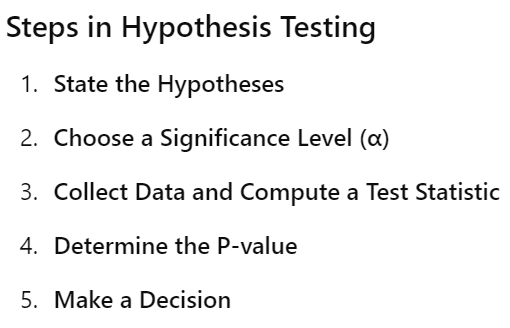 Steps in Hypothesis Testing
1. State the Hypotheses
2. Choose a Significance Level (α)
3. Collect Data and Compute a Test Statistic
4. Determine the P-value
5. Make a Decision